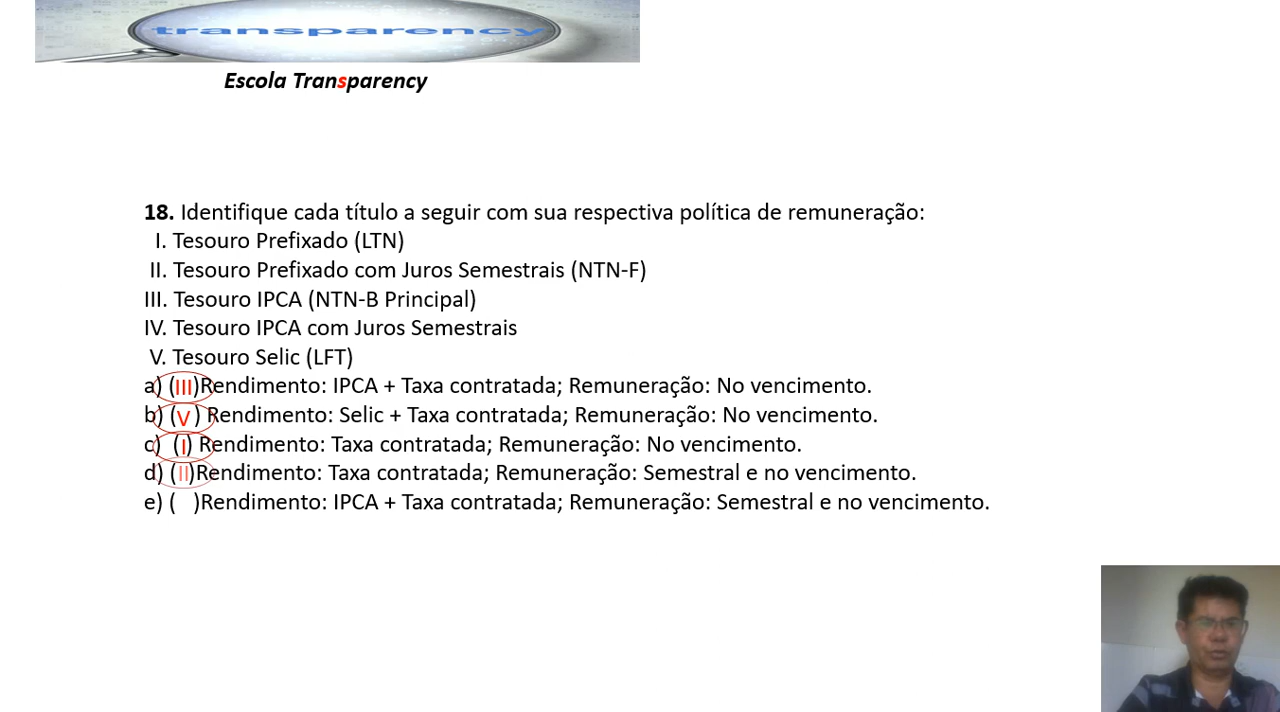 transparency
Escola Transparency
18. Identifique cada título a seguir com sua respectiva política de remuneração:
I. Tesouro Prefixado (LTN)
II. Tesouro Prefixado com Juros Semestrais (NTN-F)
III. Tesouro IPCA (NTN-B Principal)
IV. Tesouro IPCA com Juros Semestrais
V. Tesouro Selic (LFT)
a) (III)Rendimento: IPCA + Taxa contratada; Remuneração: No vencimento.
b) (V) Rendimento: Selic + Taxa contratada; Remuneração: No vencimento.
c) (I) Rendimento: Taxa contratada; Remuneração: No vencimento.
d) (II)Rendimento: Taxa contratada; Remuneração: Semestral e no vencimento.
e) ( )Rendimento: IPCA + Taxa contratada; Remuneração: Semestral e no vencimento.